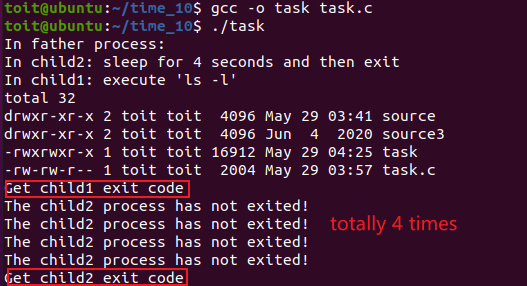 toit@ubuntu:~/time_10$ gcc -o task task.c
toit@ubuntu:~/time_10$ ./task
In father process:
In child2: sleep for 4 seconds and then exit
In child1: execute 'ls -l'
total 32
drwxr-xr-x 2 toit toit  4096 May 29 03:41 source
drwxr-xr-x 2 toit toit  4096 Jun  4  2020 source3
-rwxrwxr-x 1 toit toit 16912 May 29 04:25 task
-rw-rw-r-- 1 toit toit  2004 May 29 03:57 task.c
Get child1 exit code
The child2 process has not exited!
The child2 process has not exited!
totally 4 times
The child2 process has not exited!
The child2 process has not exited!
Get child2 exit code